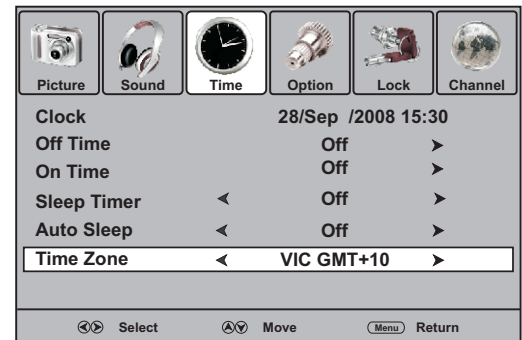 Picture Sound Time Option Lock Channel
Clock 28/Sep /2008 15:30
Off Time Off
On Time Off
Sleep Timer Off
Auto Sleep Off
Time Zone VIC GMT+10
Select Move Menu Return